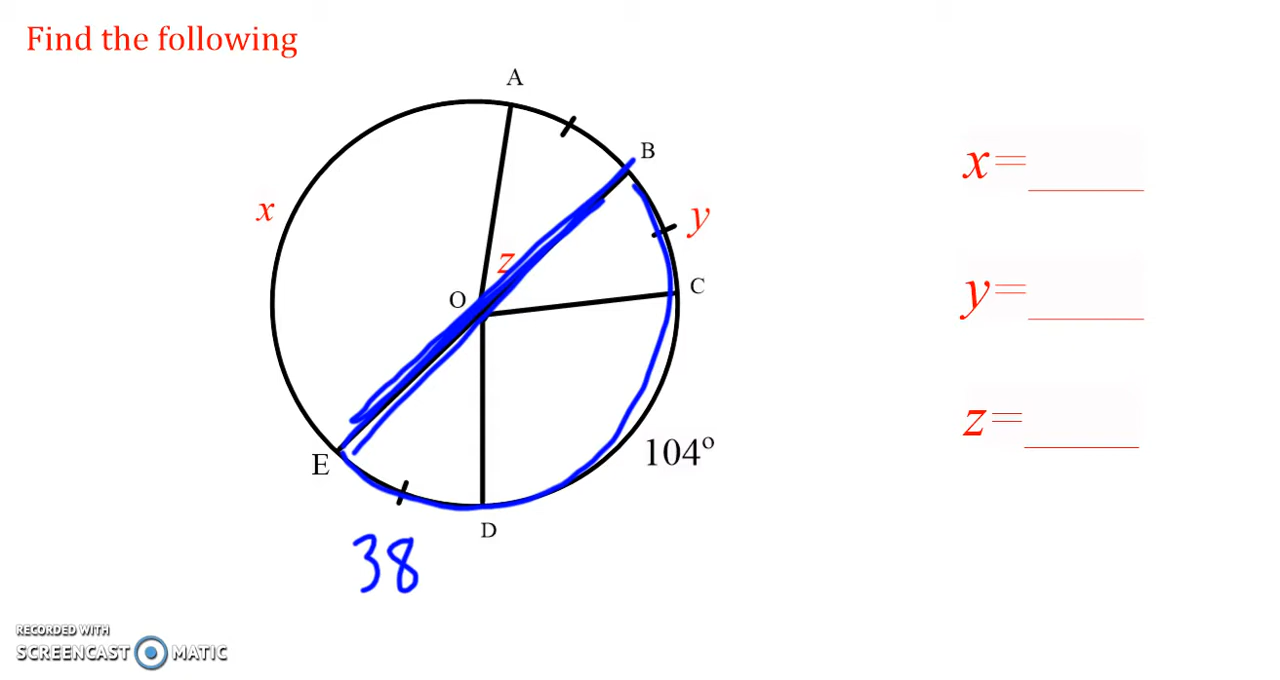 Find the following
A
B
x
y
x=
z
O
C
y=
z=
104°
E
D
38
RECORDED WITH
SCREENCAST MATIC